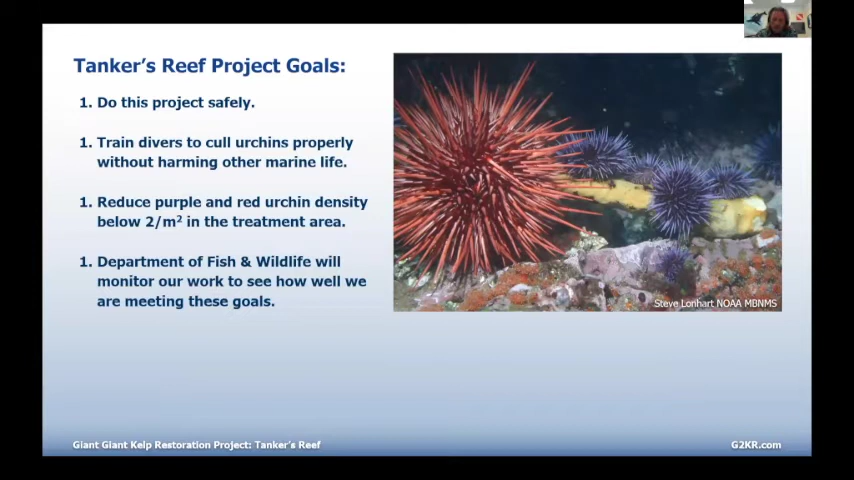 Tanker's Reef Project Goals:
1. Do this project safely.
1. Train divers to cull urchins properly
without harming other marine life.
1. Reduce purple and red urchin density
below 2/m² in the treatment area.
1. Department of Fish & Wildlife will
monitor our work to see how well we
are meeting these goals.
Steve Lonhart NOAA MBNMS
Giant Giant Kelp Restoration Project: Tanker's Reef
G2KR.com